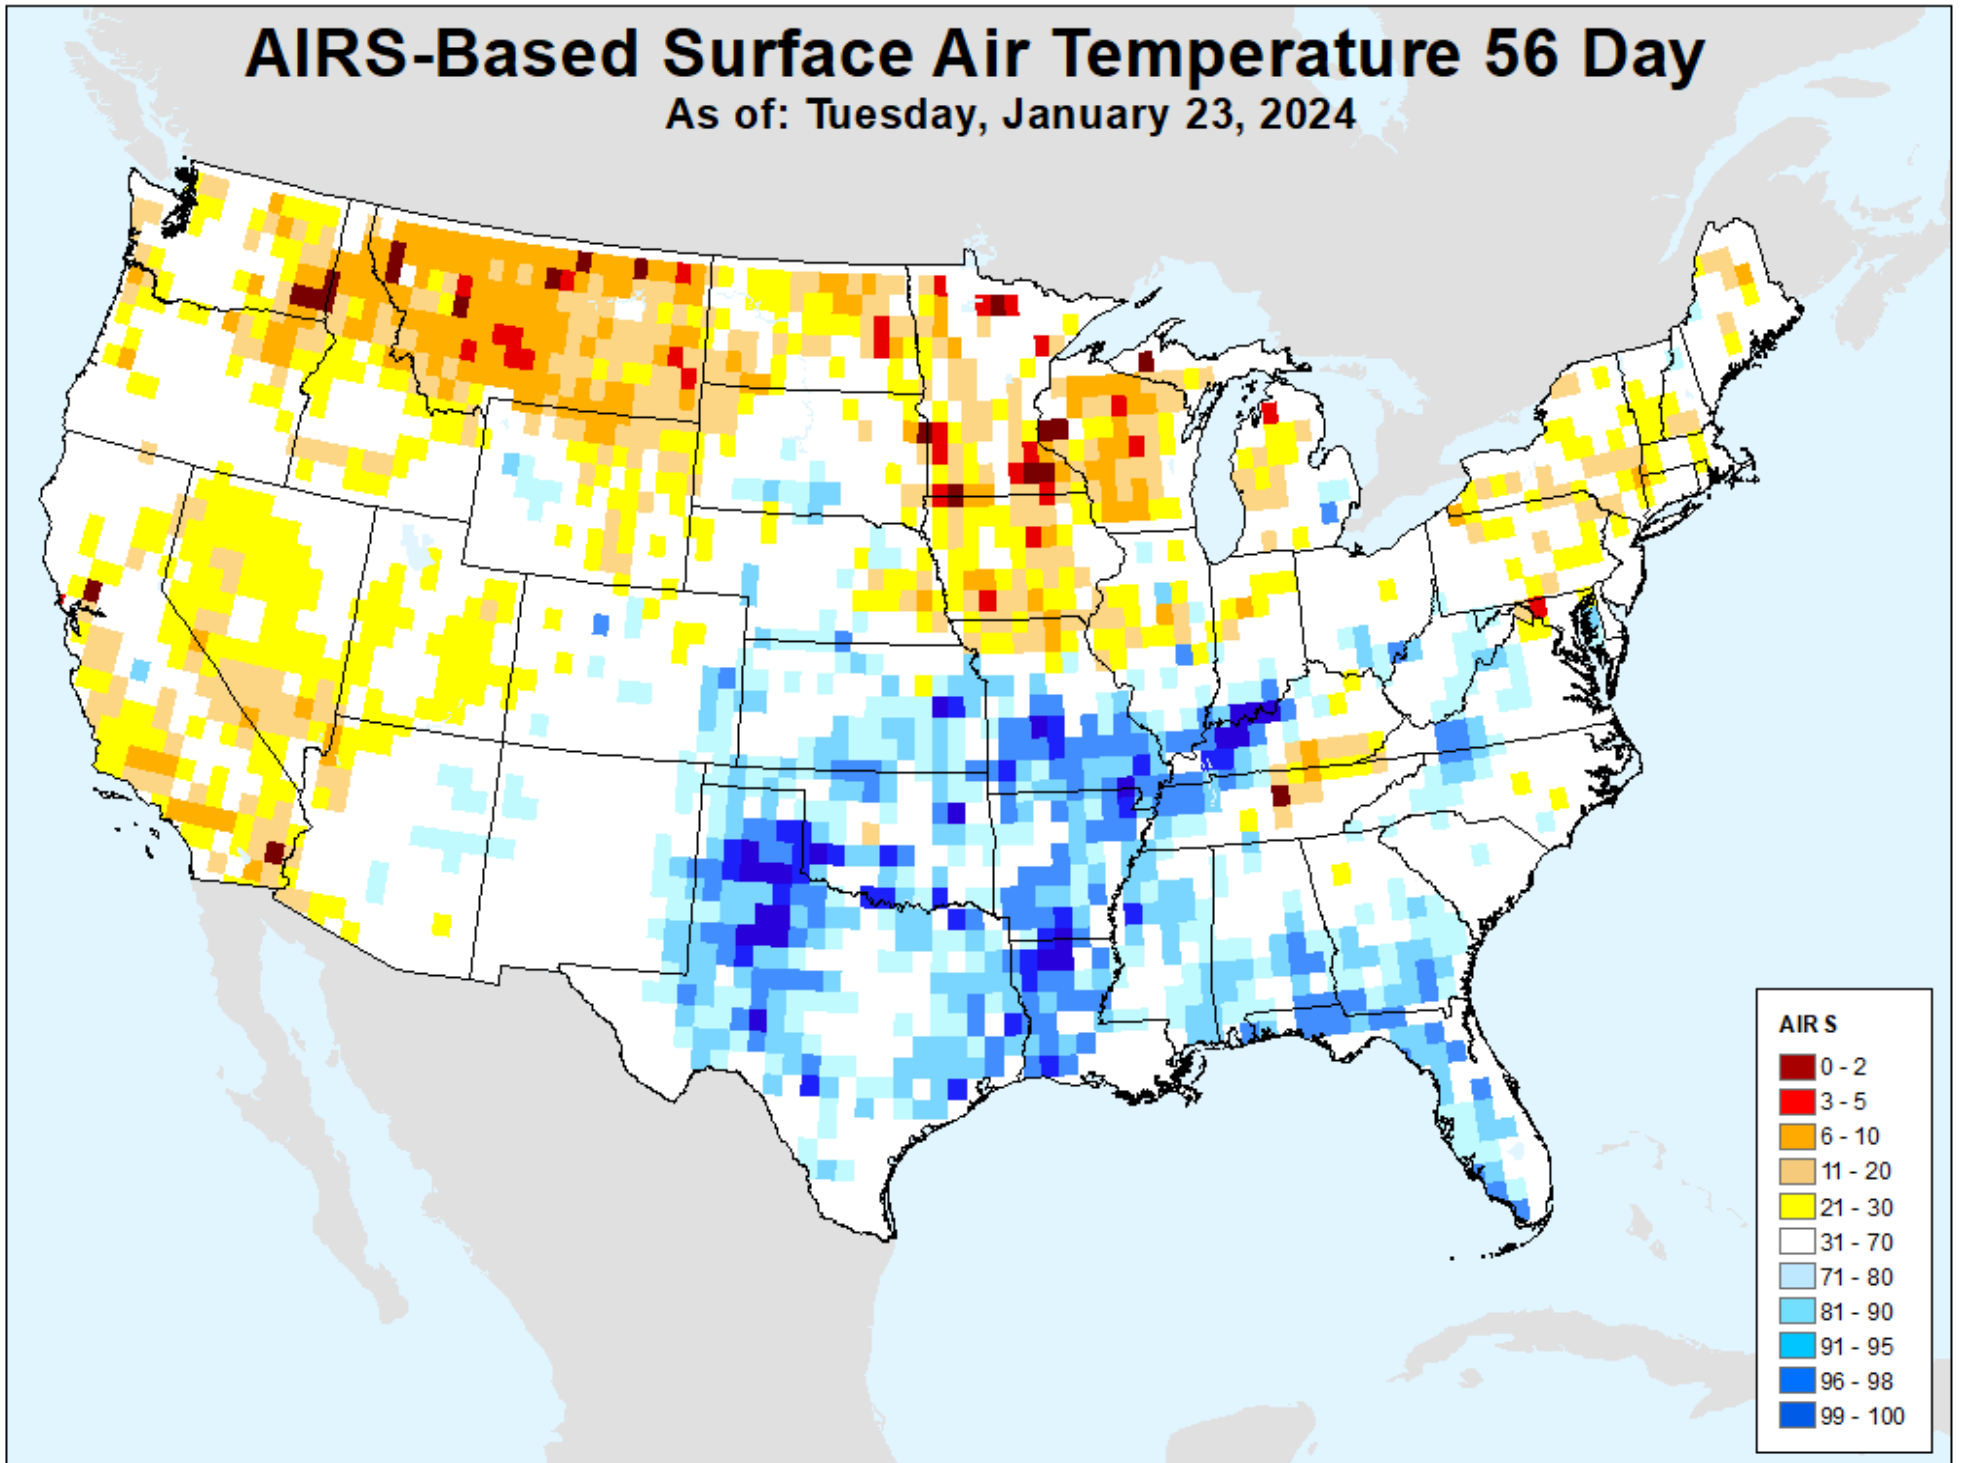 AIRS-Based Surface Air Temperature 56 Day
As of: Tuesday, January 23, 2024
AIRS
0 - 2
3 - 5
6 - 10
11 - 20
21 - 30
31 - 70
71 - 80
81 - 90
91 - 95
96 - 98
99 - 100